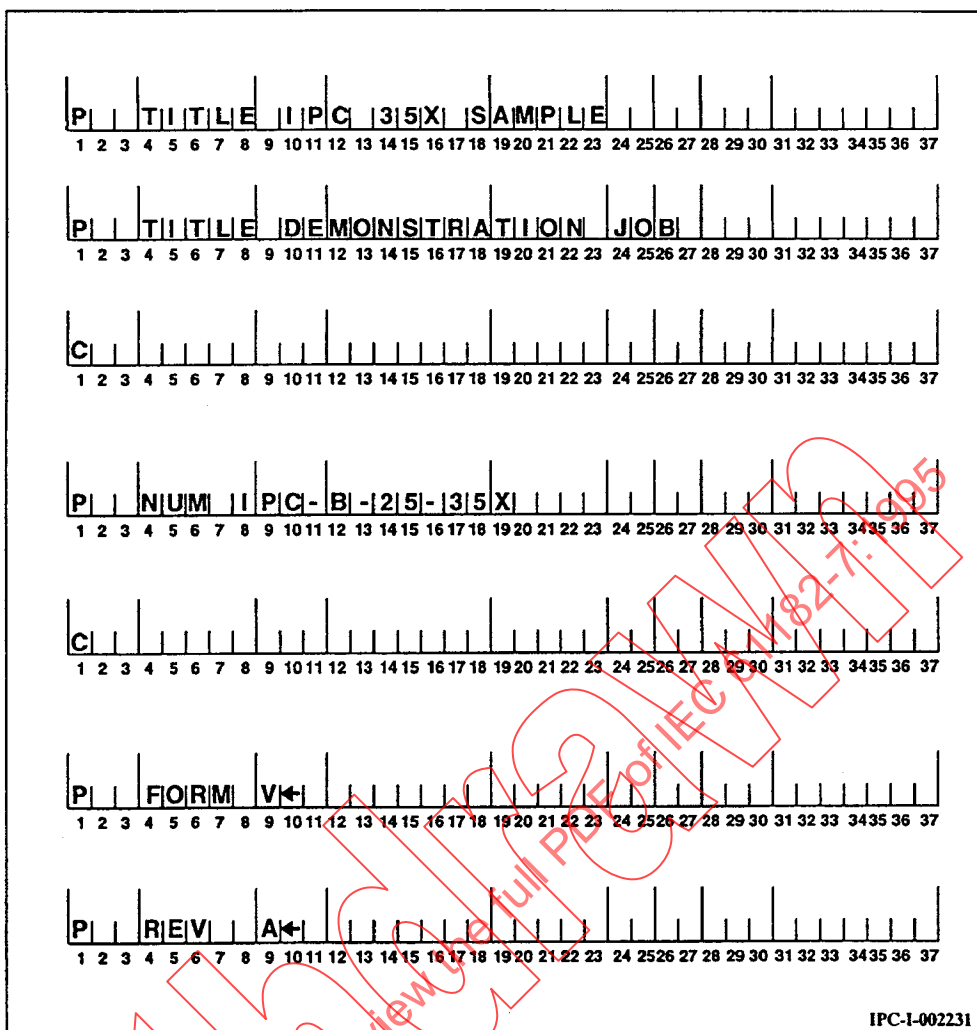 P TITLE IPC 35X SAMPLE
1 2 3 4 5 6 7 8 9 10 11 12 13 14 15 16 17 18 19 20 21 22 23 24 25 26 27 28 29 30 31 32 33 34 35 36 37
P TITLE DEMONSTRATION JOB
1 2 3 4 5 6 7 8 9 10 11 12 13 14 15 16 17 18 19 20 21 22 23 24 25 26 27 28 29 30 31 32 33 34 35 36 37
C
1 2 3 4 5 6 7 8 9 10 11 12 13 14 15 16 17 18 19 20 21 22 23 24 25 26 27 28 29 30 31 32 33 34 35 36 37
P NUM IPC-B-25-35X
1 2 3 4 5 6 7 8 9 10 11 12 13 14 15 16 17 18 19 20 21 22 23 24 25 26 27 28 29 30 31 32 33 34 35 36 37
C
1 2 3 4 5 6 7 8 9 10 11 12 13 14 15 16 17 18 19 20 21 22 23 24 25 26 27 28 29 30 31 32 33 34 35 36 37
P FORM V←
1 2 3 4 5 6 7 8 9 10 11 12 13 14 15 16 17 18 19 20 21 22 23 24 25 26 27 28 29 30 31 32 33 34 35 36 37
P REV A←
1 2 3 4 5 6 7 8 9 10 11 12 13 14 15 16 17 18 19 20 21 22 23 24 25 26 27 28 29 30 31 32 33 34 35 36 37
IPC-I-002231
view the full PDF of IEC 61182-7:1995
hdrawn